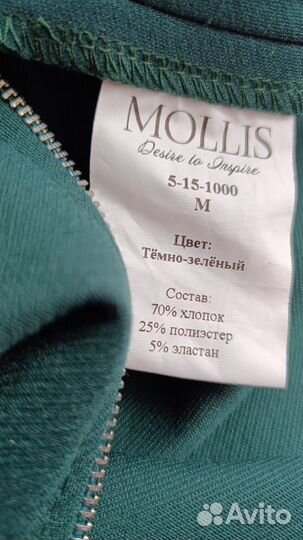 MOLLIS
Desire to Inspire
5-15-1000
M
Цвет:
Тёмно-зелёный
Состав:
70% хлопок
25% полиэстер
5% эластан
Avito